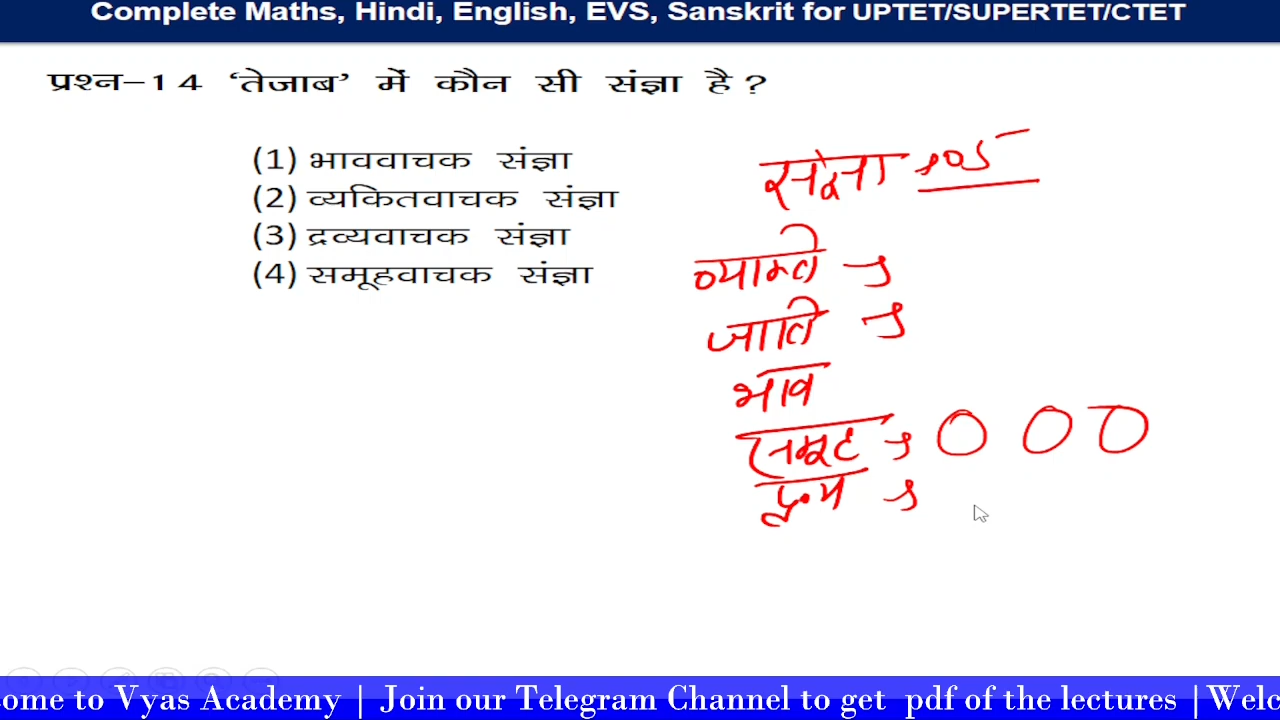 Complete Maths, Hindi, English, EVS, Sanskrit for UPTET/SUPERTET/CTET
प्रश्न–14 ‘तेजाब’ में कौन सी संज्ञा है ?
(1) भाववाचक संज्ञा
(2) व्यकितवाचक संज्ञा
(3) द्रव्यवाचक संज्ञा
(4) समूहवाचक संज्ञा
संज्ञा 05
व्यक्ति
जाति
भाव
समूह
द्रव्य
ome to Vyas Academy | Join our Telegram Channel to get pdf of the lectures | Welc